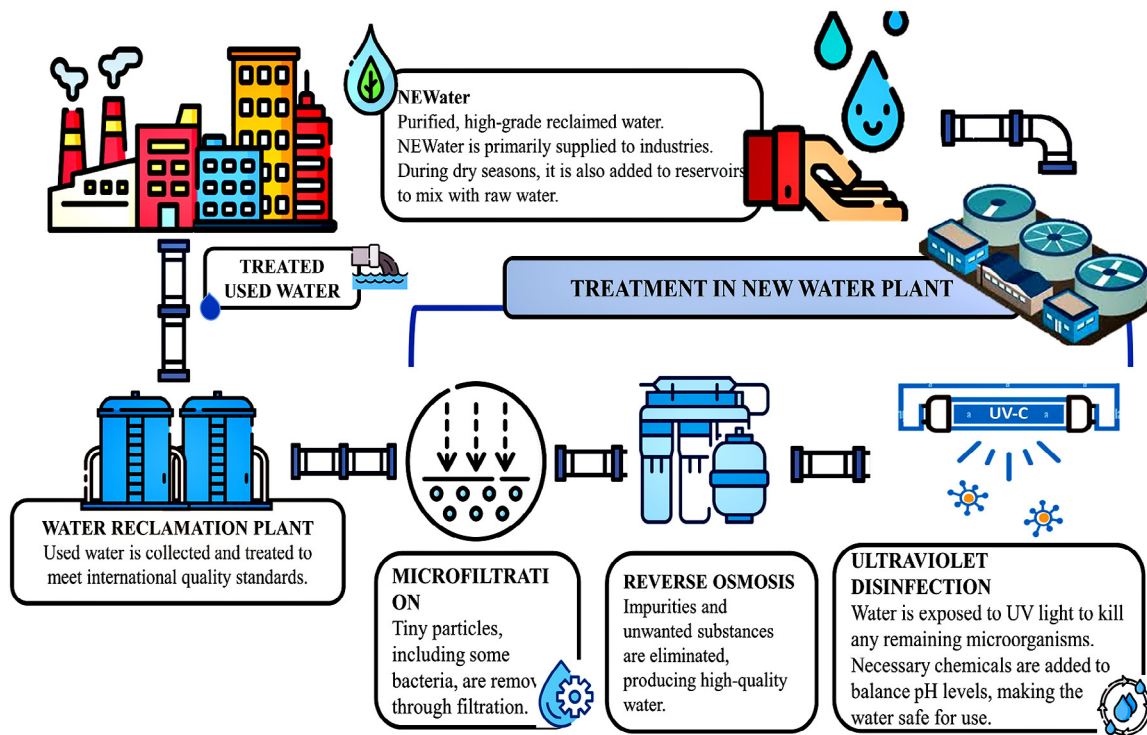 NEWater
Purified, high-grade reclaimed water.
NEWater is primarily supplied to industries.
During dry seasons, it is also added to reservoirs
to mix with raw water.
TREATED
USED WATER
TREATMENT IN NEW WATER PLANT
UV-C
WATER RECLAMATION PLANT
Used water is collected and treated to
meet international quality standards.
MICROFILTRATI
ON
Tiny particles,
including some
bacteria, are remov
through filtration.
REVERSE OSMOSIS
Impurities and
unwanted substances
are eliminated,
producing high-quality
water.
ULTRAVIOLET
DISINFECTION
Water is exposed to UV light to kill
any remaining microorganisms.
Necessary chemicals are added to
balance pH levels, making the
water safe for use.